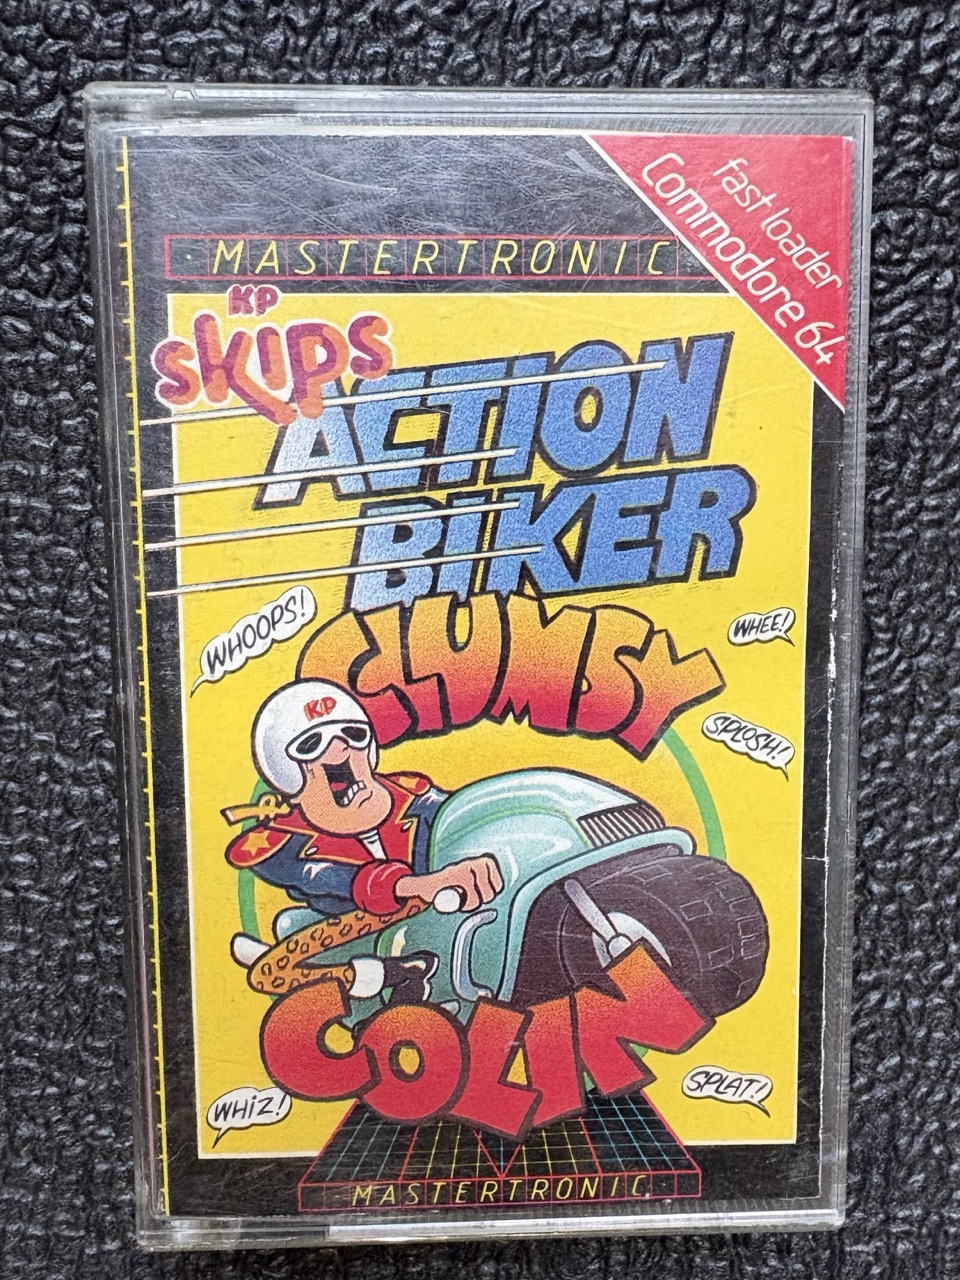 fast loader
Commodore 64
MASTERTRONIC
KP
skips
ACTION
BIKER
WHOOPS!
WHEE!
CLUMSY
SPLOSH!
KP
COLIN
WHIZ!
SPLAT!
MASTERTRONIC